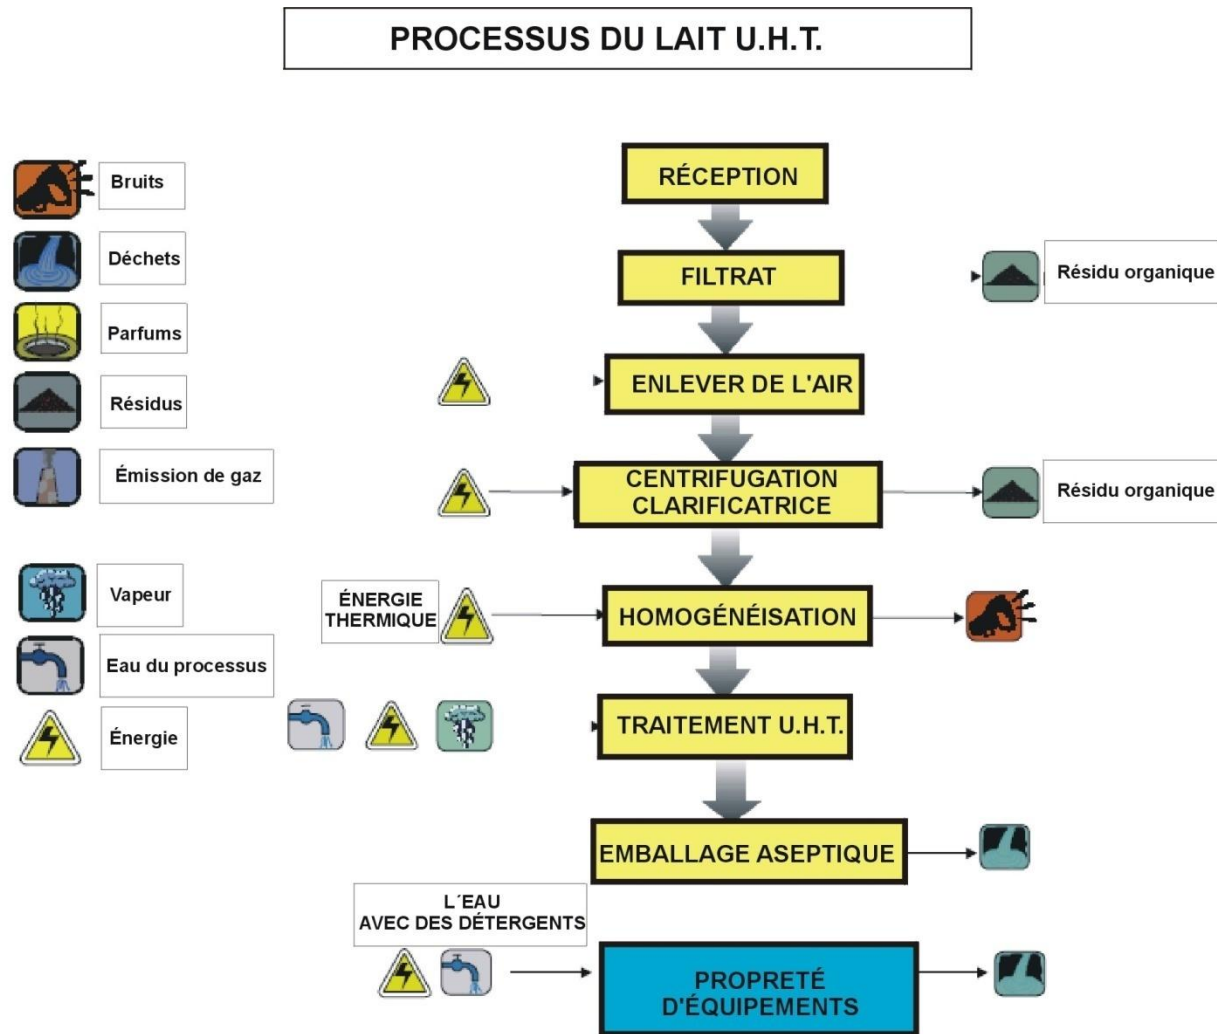 PROCESSUS DU LAIT U.H.T.
Bruits
Déchets
Parfums
Résidus
Émission de gaz
Vapeur
Eau du processus
Énergie
RÉCEPTION
FILTRAT
Résidu organique
ENLEVER DE L'AIR
CENTRIFUGATION
CLARIFICATRICE
Résidu organique
ÉNERGIE
THERMIQUE
HOMOGÉNÉISATION
TRAITEMENT U.H.T.
EMBALLAGE ASEPTIQUE
L´EAU
AVEC DES DÉTERGENTS
PROPRETÉ
D'ÉQUIPEMENTS